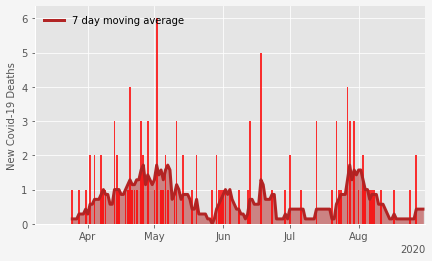 7 day moving average
New Covid-19 Deaths
6
5
4
3
2
1
0
Apr
May
Jun
Jul
Aug
2020